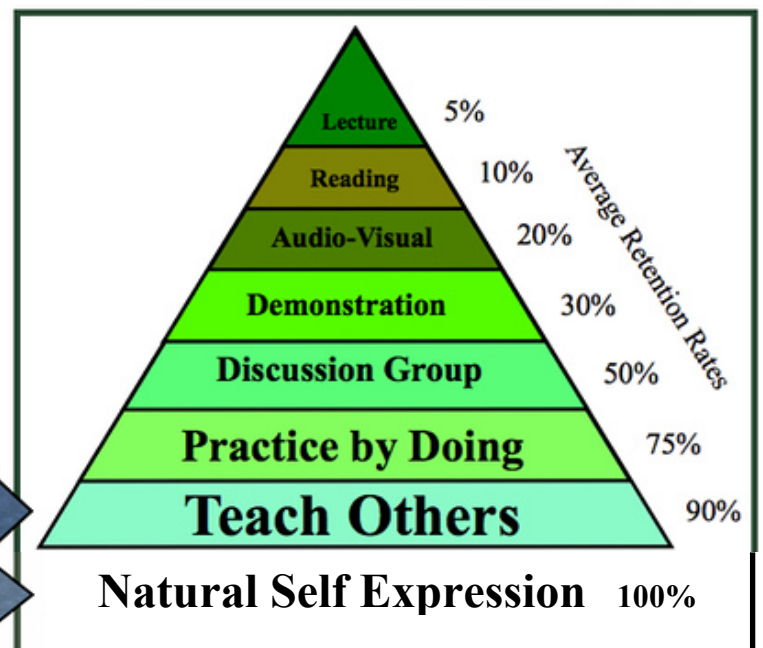 Lecture 5%
Reading 10%
Audio-Visual 20%
Demonstration 30%
Discussion Group 50%
Practice by Doing 75%
Teach Others 90%
Average Retention Rates
Natural Self Expression 100%